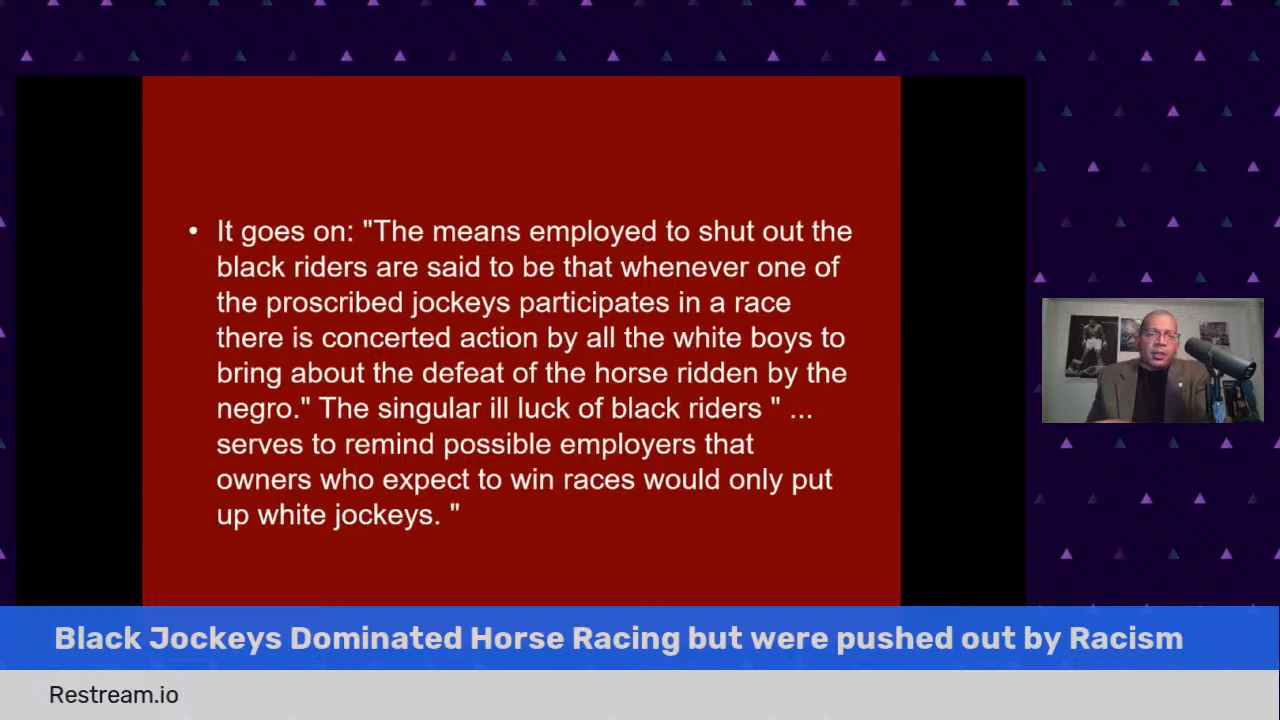 • It goes on: "The means employed to shut out the
black riders are said to be that whenever one of
the proscribed jockeys participates in a race
there is concerted action by all the white boys to
bring about the defeat of the horse ridden by the
negro." The singular ill luck of black riders " ...
serves to remind possible employers that
owners who expect to win races would only put
up white jockeys. "
Black Jockeys Dominated Horse Racing but were pushed out by Racism
Restream.io